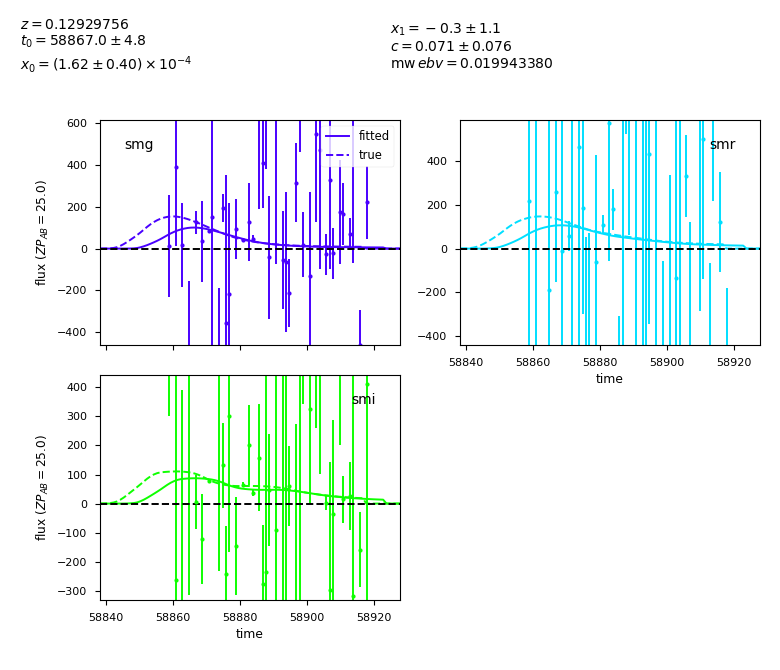 z = 0.12929756
t0 = 58867.0 ± 4.8
x0 = (1.62 ± 0.40) × 10^−4
x1 = −0.3 ± 1.1
c = 0.071 ± 0.076
mwebv = 0.019943380
600
400
200
0
−200
−400
flux (ZP_AB = 25.0)
smg
fitted
true
400
200
0
−200
−400
smr
58840 58860 58880 58900 58920
time
400
300
200
100
0
−100
−200
−300
flux (ZP_AB = 25.0)
smi
58840 58860 58880 58900 58920
time